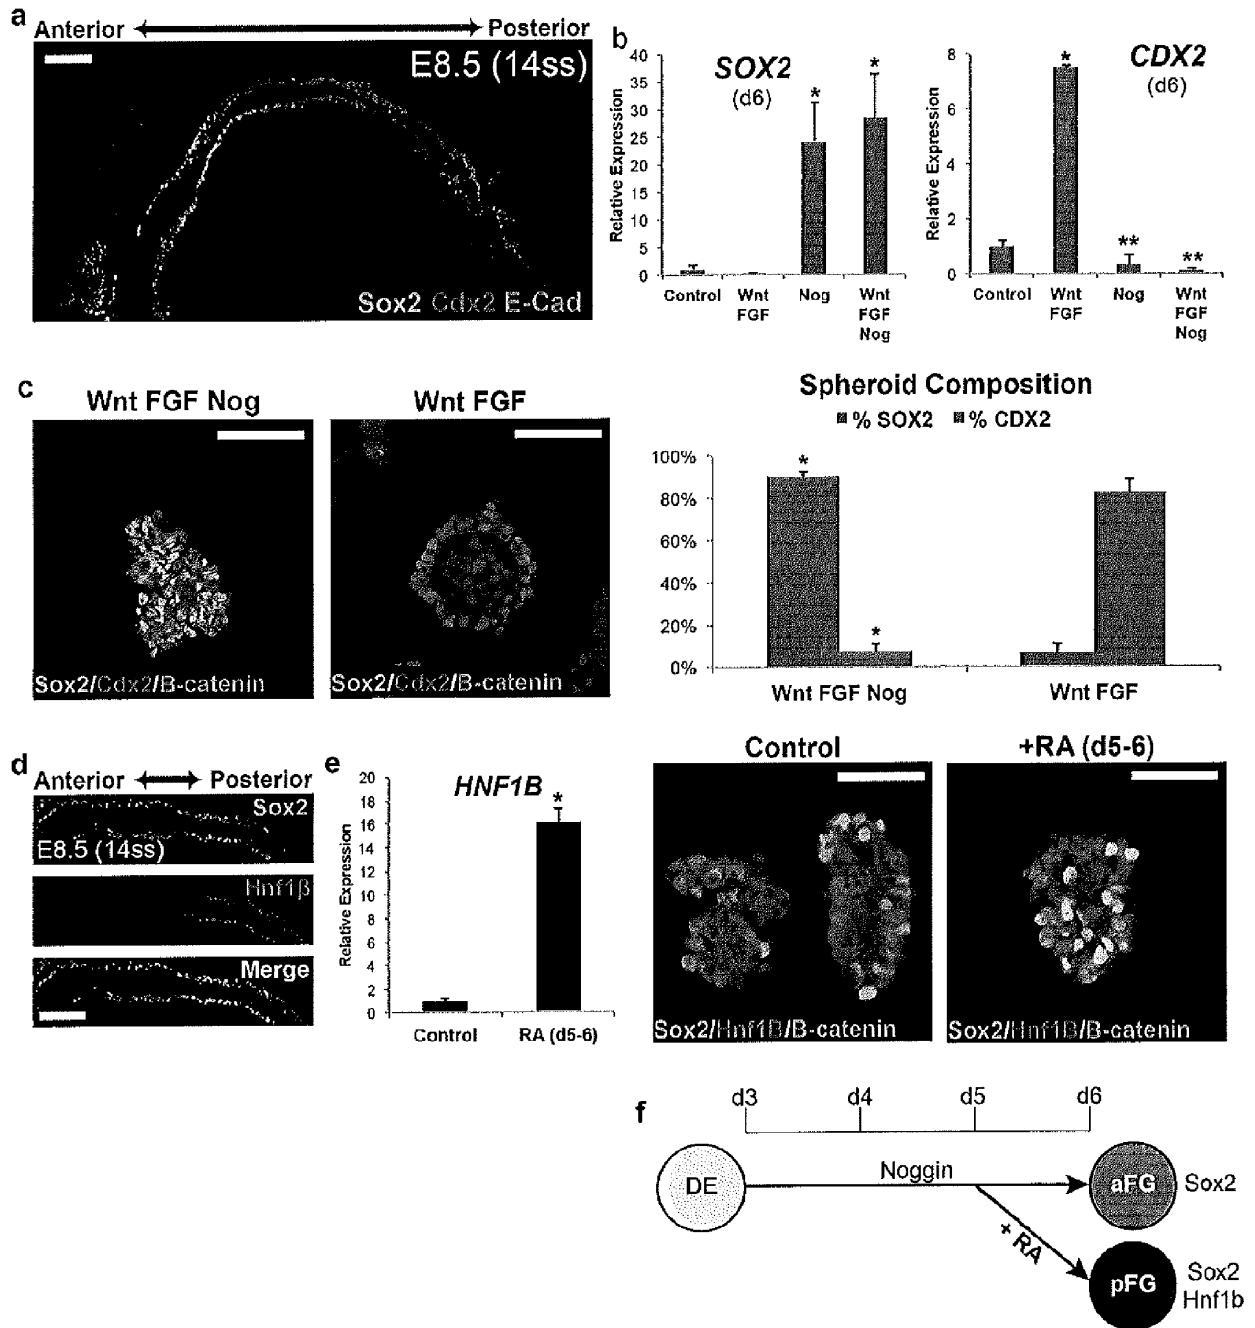 a
Anterior Posterior
E8.5 (14ss)
Sox2 Cdx2 E-Cad
b
SOX2
(d6)
Relative Expression
40
35
30
25
20
15
10
5
0
*
*
Control
Wnt FGF
Nog
Wnt FGF Nog
CDX2
(d6)
Relative Expression
8
6
4
2
0
*
**
**
Control
Wnt FGF
Nog
Wnt FGF Nog
c
Wnt FGF Nog
Sox2/Cdx2/B-catenin
Wnt FGF
Sox2/Cdx2/B-catenin
Spheroid Composition
% SOX2 % CDX2
100%
80%
60%
40%
20%
0%
*
*
Wnt FGF Nog
Wnt FGF
d
Anterior Posterior
Sox2
E8.5 (14ss)
Hnf1β
Merge
e
HNF1B
Relative Expression
20
18
16
14
12
10
8
6
4
2
0
*
Control
RA (d5-6)
Control
Sox2/Hnf1B/B-catenin
+RA (d5-6)
Sox2/Hnf1B/B-catenin
f
d3 d4 d5 d6
DE
Noggin
aFG
Sox2
+ RA
pFG
Sox2
Hnf1b